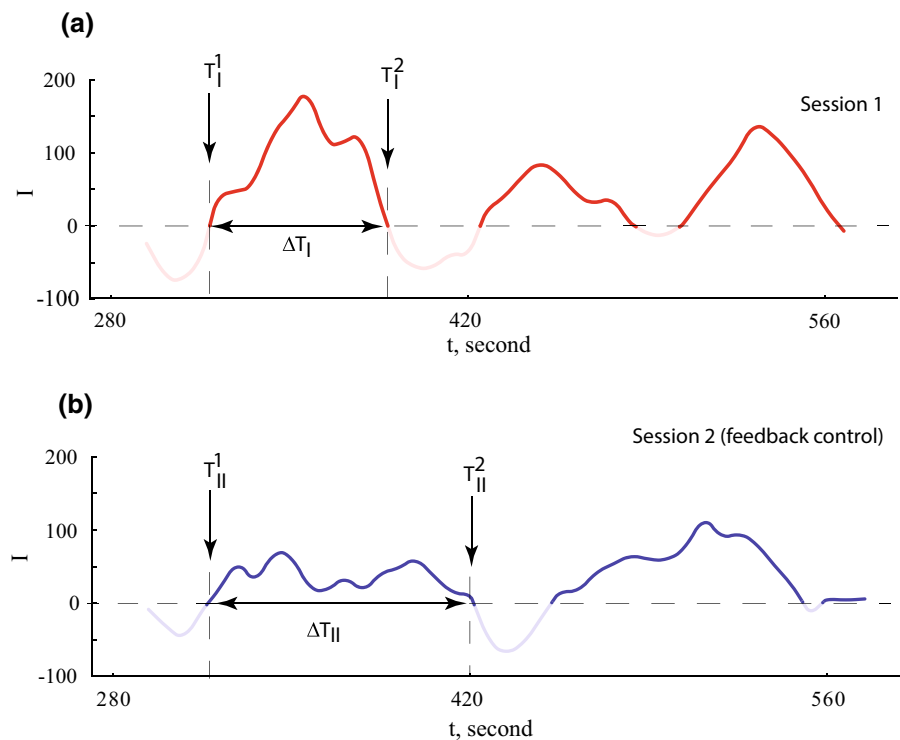 (a)
T_I^1
T_I^2
200
Session 1
100
I
0
ΔT_I
-100
280
420
560
t, second
(b)
Session 2 (feedback control)
200
T_II^1
T_II^2
100
I
0
ΔT_II
-100
280
420
560
t, second